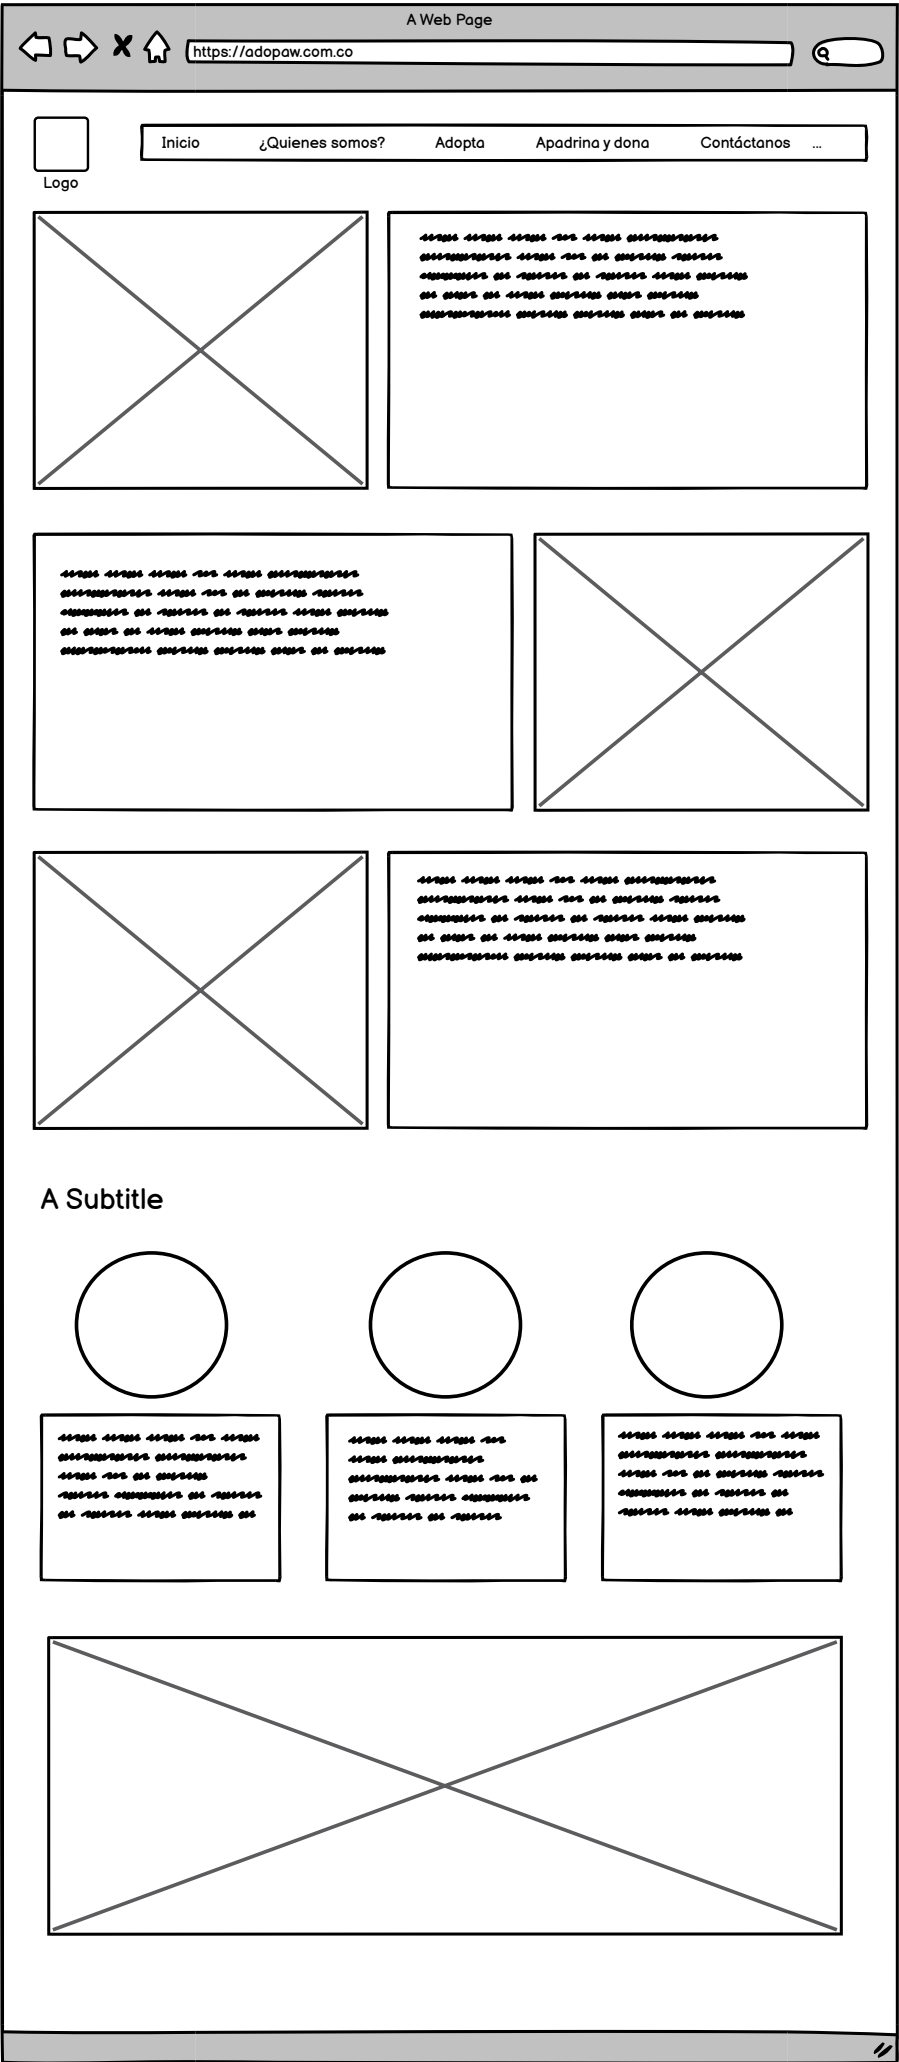 A Web Page
https://adopaw.com.co
Inicio ¿Quienes somos? Adopta Apadrina y dona Contáctanos ...
Logo
A Subtitle